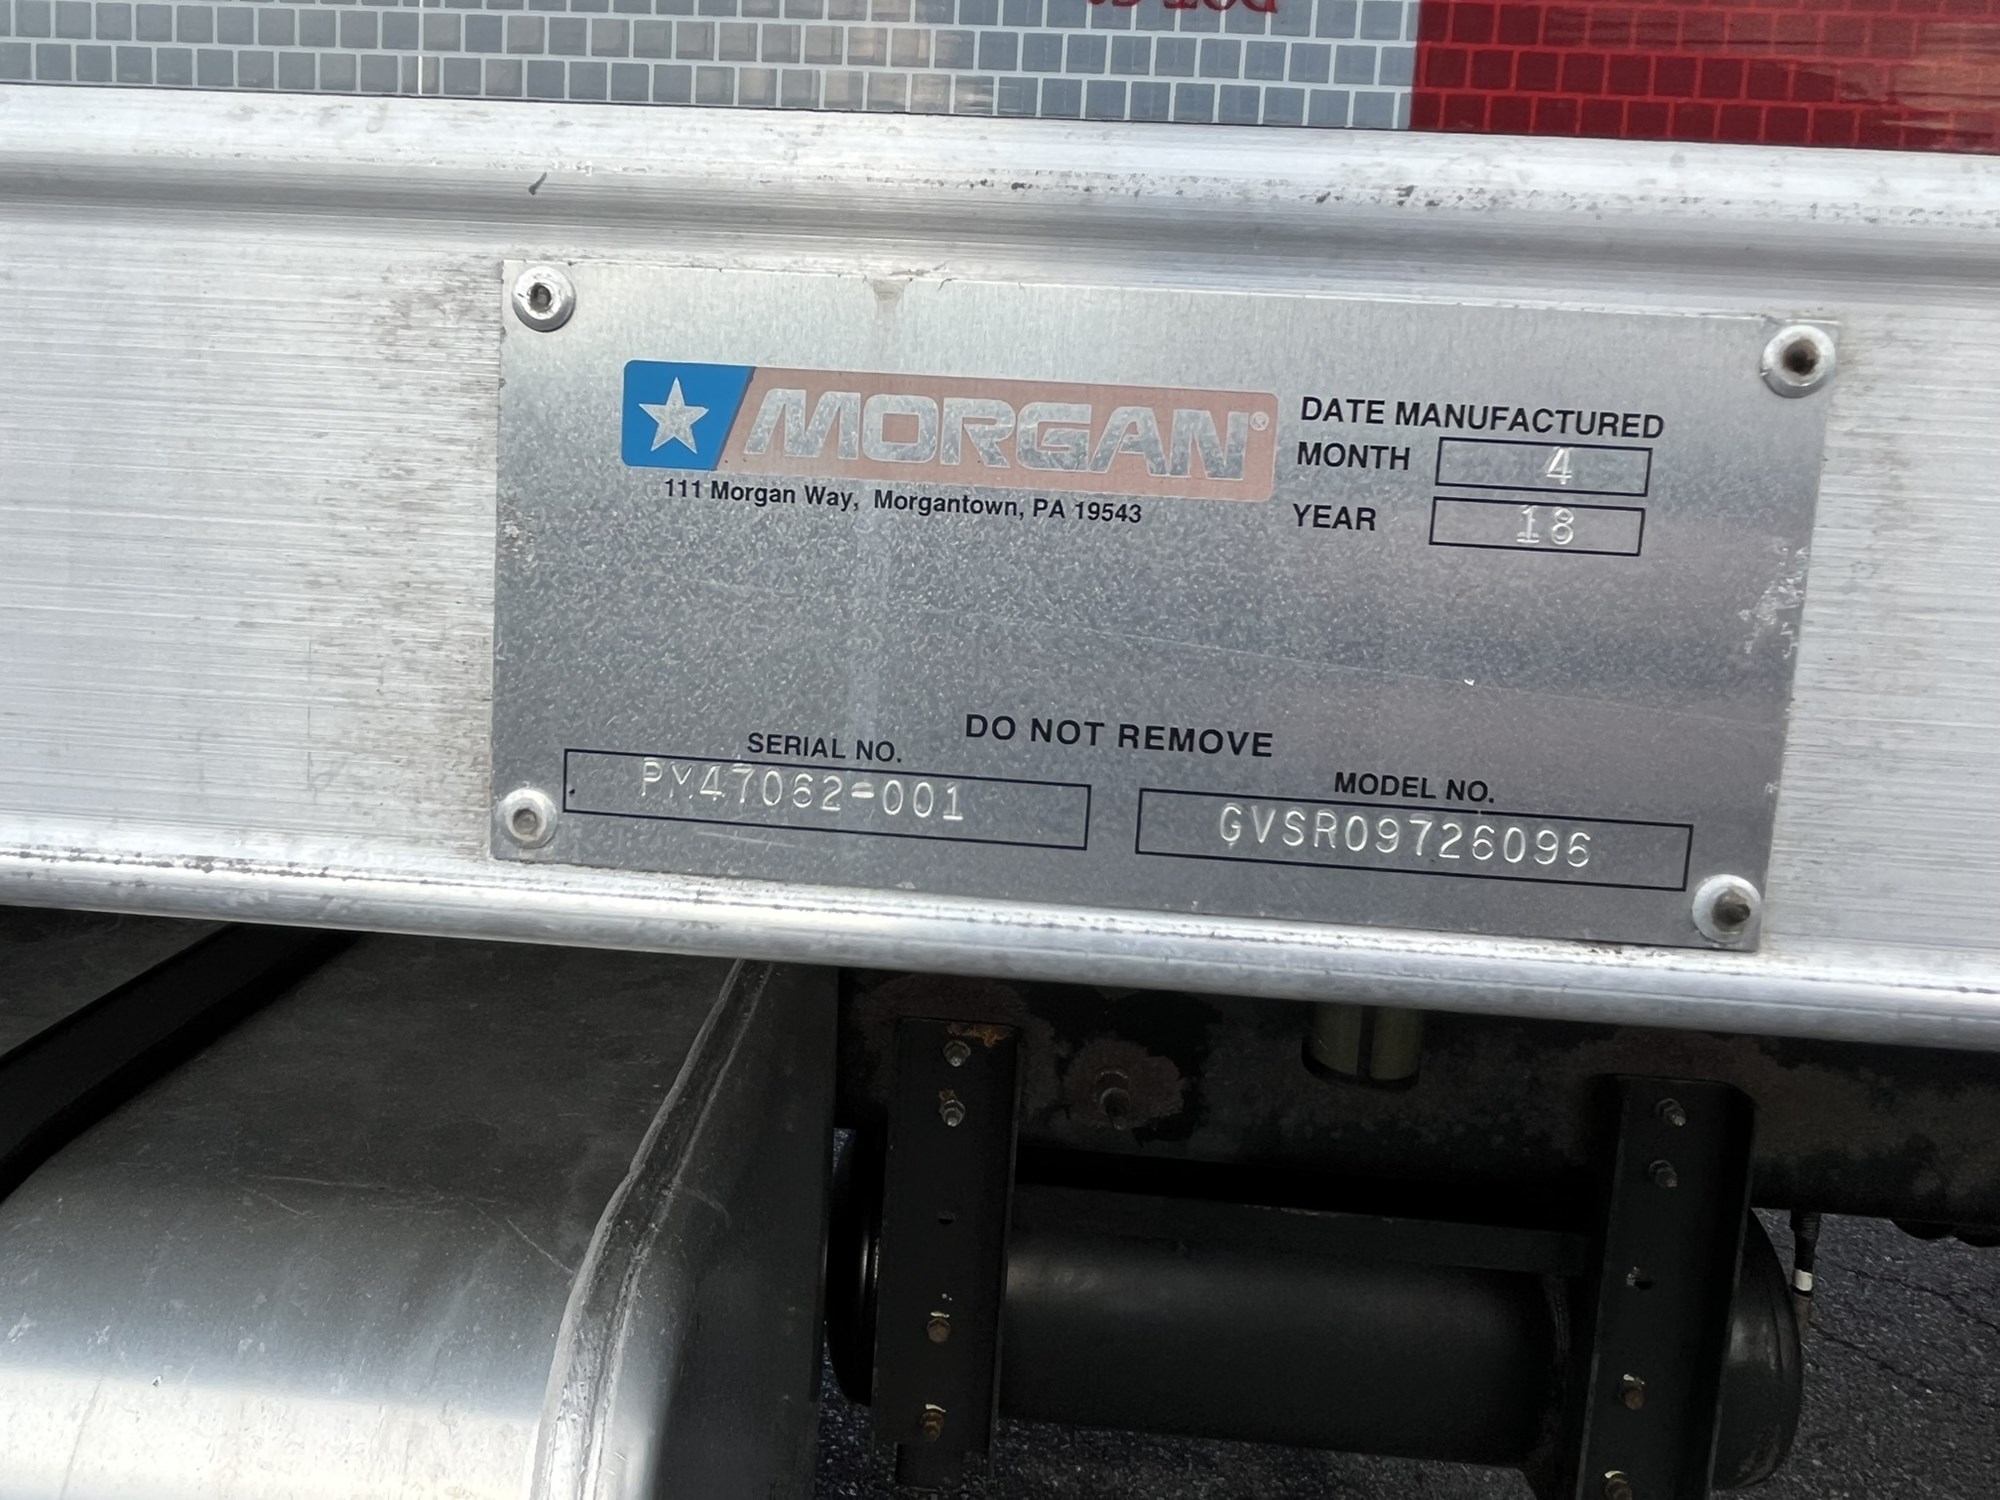 MORGAN®
111 Morgan Way, Morgantown, PA 19543
DATE MANUFACTURED
MONTH 4
YEAR 18
DO NOT REMOVE
SERIAL NO.
PM47062-001
MODEL NO.
GVSR09726096